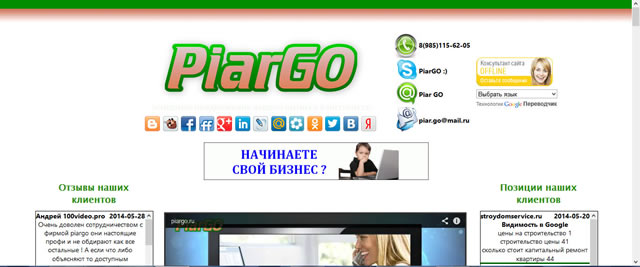 PiarGO
8(985)115-62-05
PiarGO :)
Piar GO
piar.go@mail.ru
Консультант сайта
OFFLINE
Оставьте сообщение
Выбрать язык
Технологии Google Переводчик
НАЧИНАЕТЕ
СВОЙ БИЗНЕС ?
Отзывы наших
клиентов
Андрей 100video.pro 2014-05-28
Очень доволен сотрудничеством с
фирмой piargo они настоящие
профи и не обдирают как все
остальные ! А если что либо
объясняют то доступным
piargo.ru
PiarGO
Позиции наших
клиентов
stroydomservice.ru 2014-05-20
Видимость в Google
цены на строительство 1
строительство цены 41
сколько стоит капитальный ремонт
квартиры 44